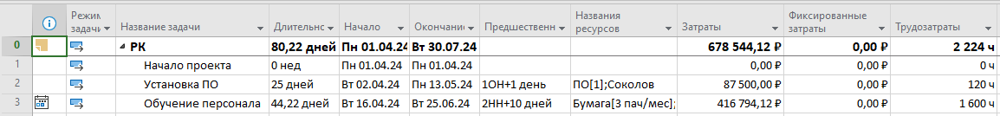 Режим задачи Название задачи Длительнс Начало Окончание Предшественн Названия ресурсов Затраты Фиксированные затраты Трудозатраты
0 РК 80,22 дней Пн 01.04.24 Вт 30.07.24 678 544,12 ₽ 0,00 ₽ 2 224 ч
1 Начало проекта 0 нед Пн 01.04.24 Пн 01.04.24 0,00 ₽ 0,00 ₽ 0 ч
2 Установка ПО 25 дней Вт 02.04.24 Пн 13.05.24 1ОН+1 день ПО[1];Соколов 87 500,00 ₽ 0,00 ₽ 120 ч
3 Обучение персонала 44,22 дней Вт 16.04.24 Вт 25.06.24 2НН+10 дней Бумага[3 пач/мес]; 416 794,12 ₽ 0,00 ₽ 1 600 ч